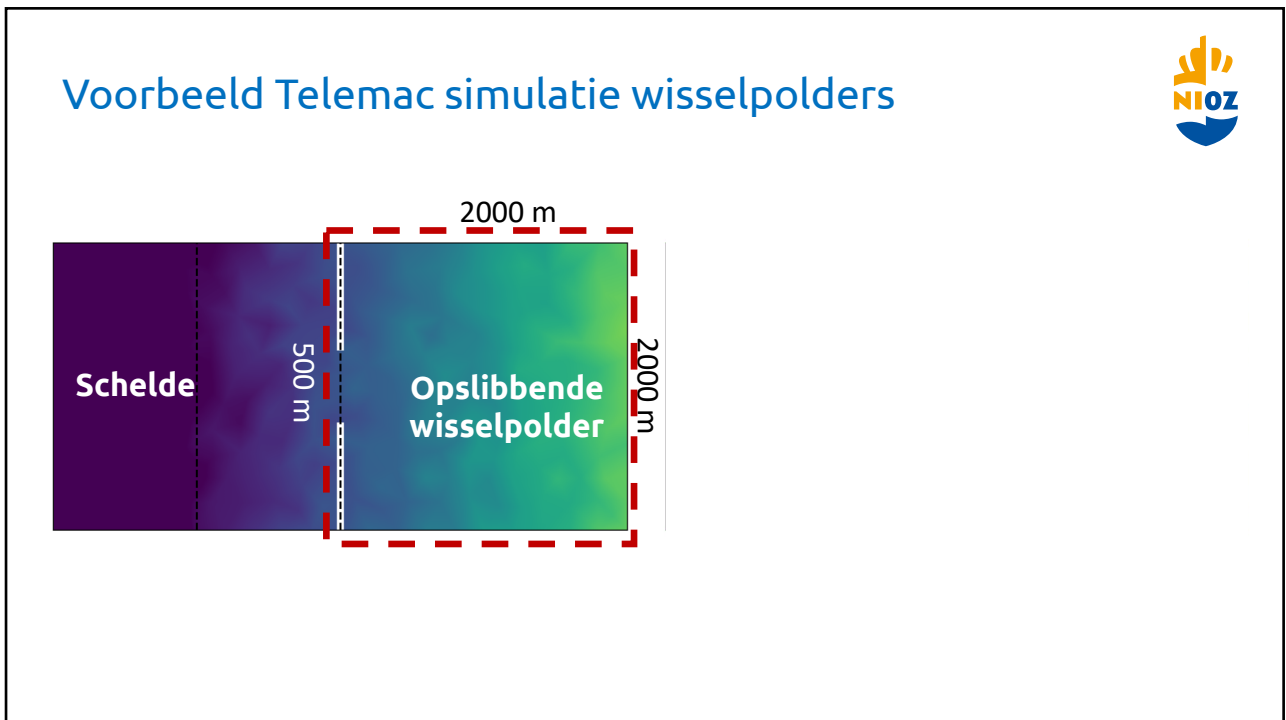 Voorbeeld Telemac simulatie wisselpolders
NIOZ
2000 m
Schelde
500 m
Opslibbende
wisselpolder
2000 m